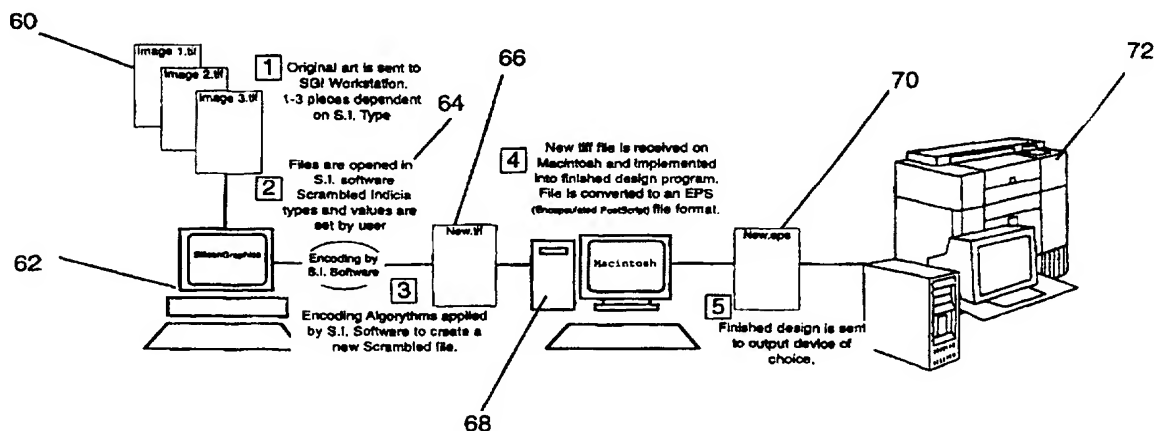 60
Image 1.tif
Image 2.tif
Image 3.tif
1 Original art is sent to
SGI Workstation.
1-3 pieces dependent
on S.I. Type
64
2 Files are opened in
S.I. software
Scrambled Indicia
types and values are
set by user
62
SiliconGraphics
Encoding by
S.I. Software
3
Encoding Algorythms applied
by S.I. Software to create a
new Scrambled file.
66
New.tif
4 New tiff file is received on
Macintosh and implemented
into finished design program.
File is converted to an EPS
(Encapsulated PostScript) file format.
Macintosh
68
70
New.eps
5
Finished design is sent
to output device of
choice.
72